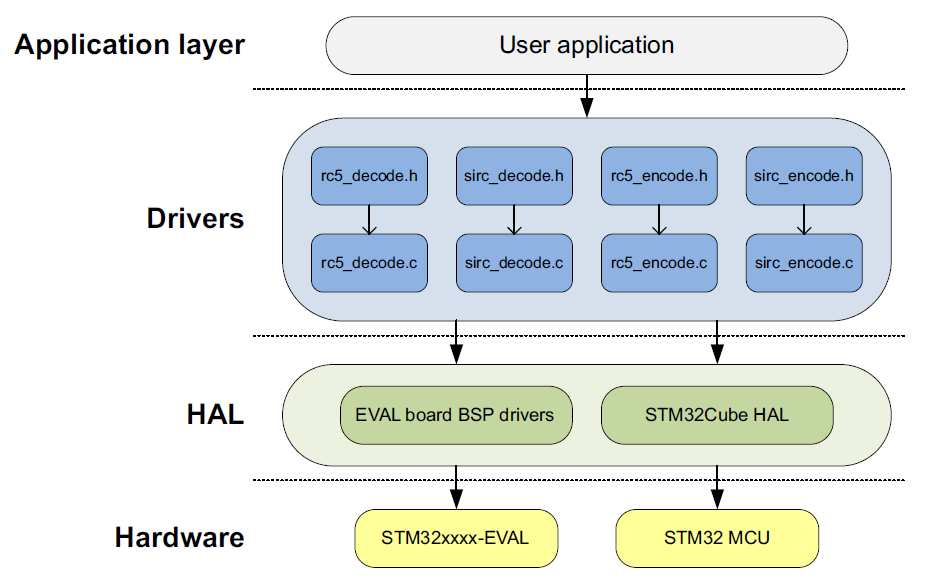 Application layer
User application
Drivers
rc5_decode.h
sirc_decode.h
rc5_encode.h
sirc_encode.h
rc5_decode.c
sirc_decode.c
rc5_encode.c
sirc_encode.c
HAL
EVAL board BSP drivers
STM32Cube HAL
Hardware
STM32xxxx-EVAL
STM32 MCU